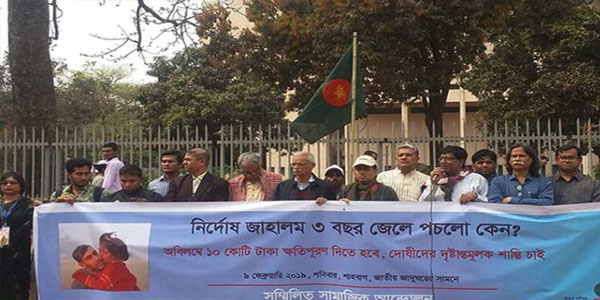 নির্দোষ জাহালম ৩ বছর জেলে পচলো কেন?
অবিলম্বে ১০ কোটি টাকা ক্ষতিপূরণ দিতে হবে, দোষীদের দৃষ্টান্তমূলক শাস্তি চাই
৯ ফেব্রুয়ারি ২০১৯, শনিবার, শাহবাগ, জাতীয় জাদুঘরের সামনে
সম্মিলিত সামাজিক আন্দোলন